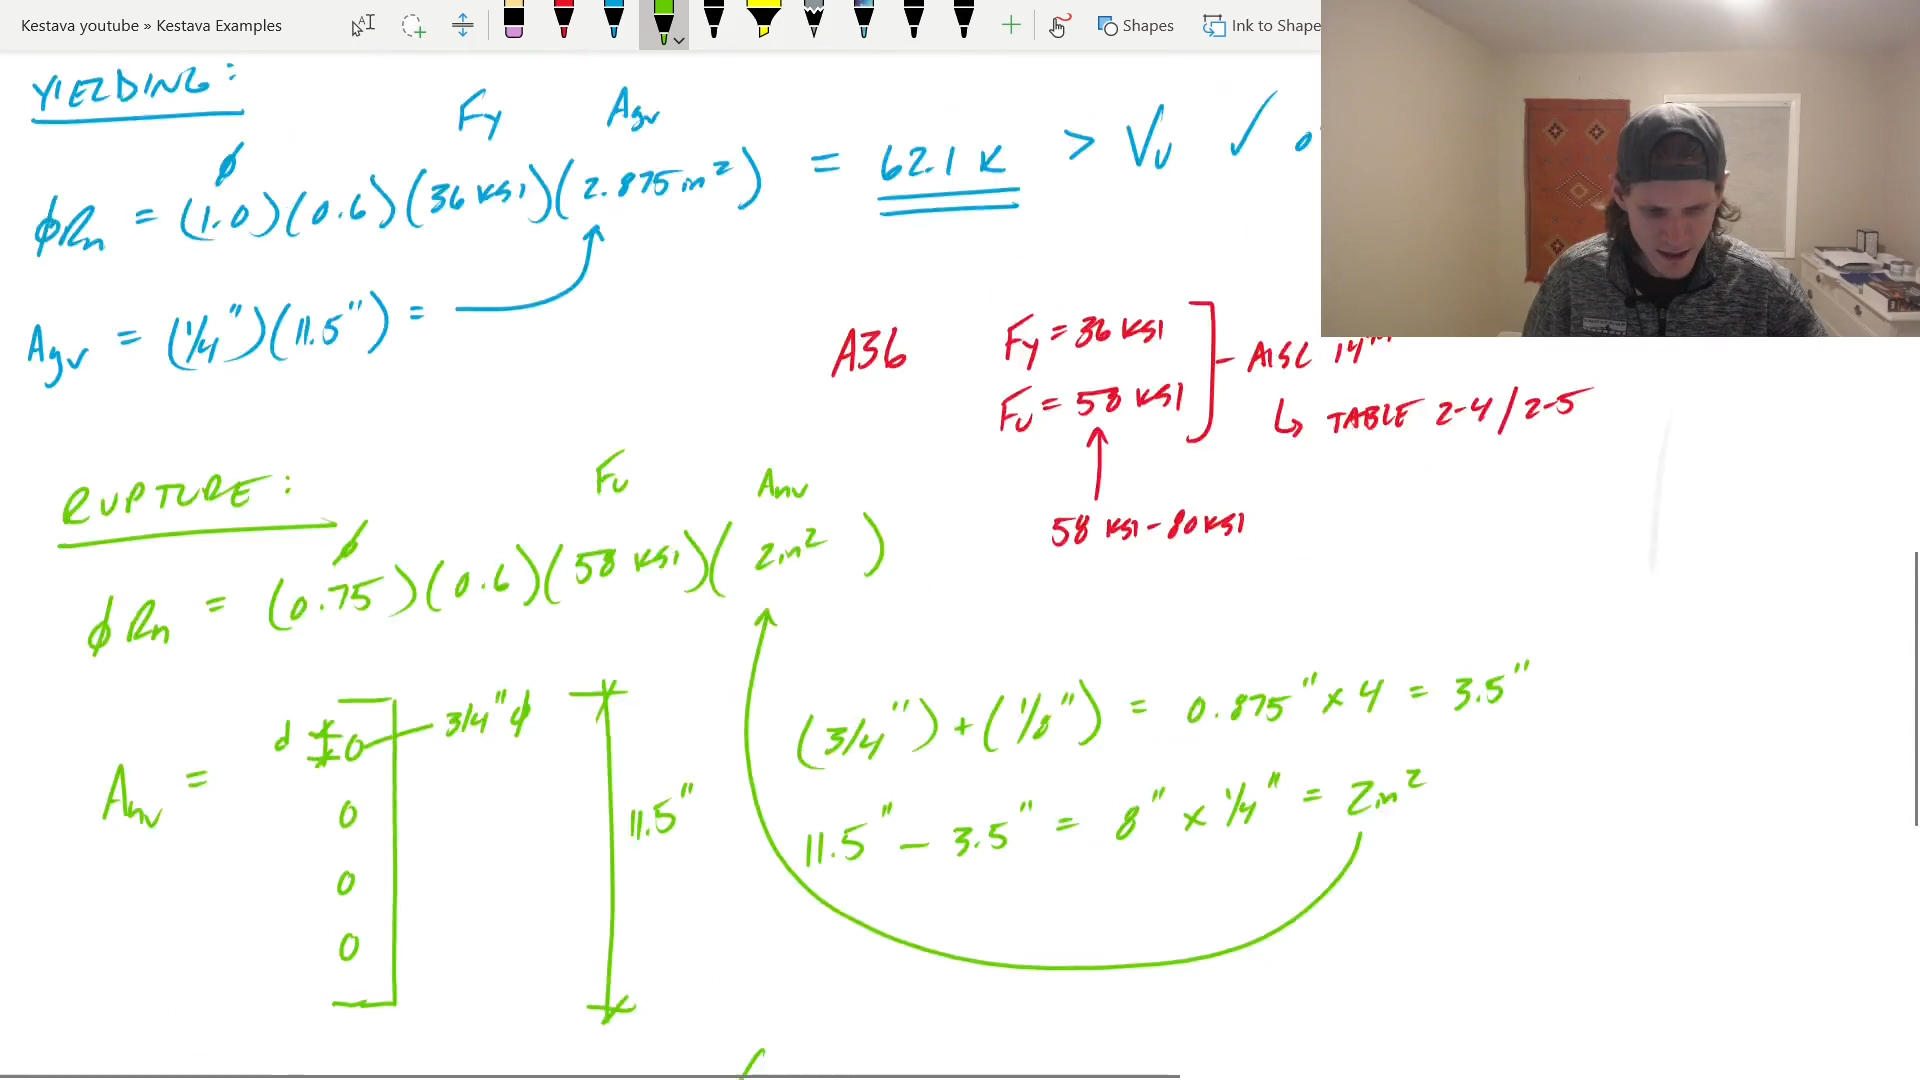 Kestava youtube » Kestava Examples
Shapes
Ink to Shape
YIELDING:
Fy Agv
ϕ
ϕRn = (1.0)(0.6)(36 KSI)(2.875 in²) = 62.1 K > Vu ✓
Agv = (1/4")(11.5") =
A36
Fy = 36 KSI
Fu = 58 KSI
AISC 14TH
↳ TABLE 2-4/2-5
58 KSI - 80 KSI
RUPTURE:
Fu Anv
ϕ
ϕRn = (0.75)(0.6)(58 KSI)(2in²)
Anv =
d
3/4"ϕ
11.5"
(3/4") + (1/8") = 0.875" x 4 = 3.5"
11.5" - 3.5" = 8" x 1/4" = 2in²